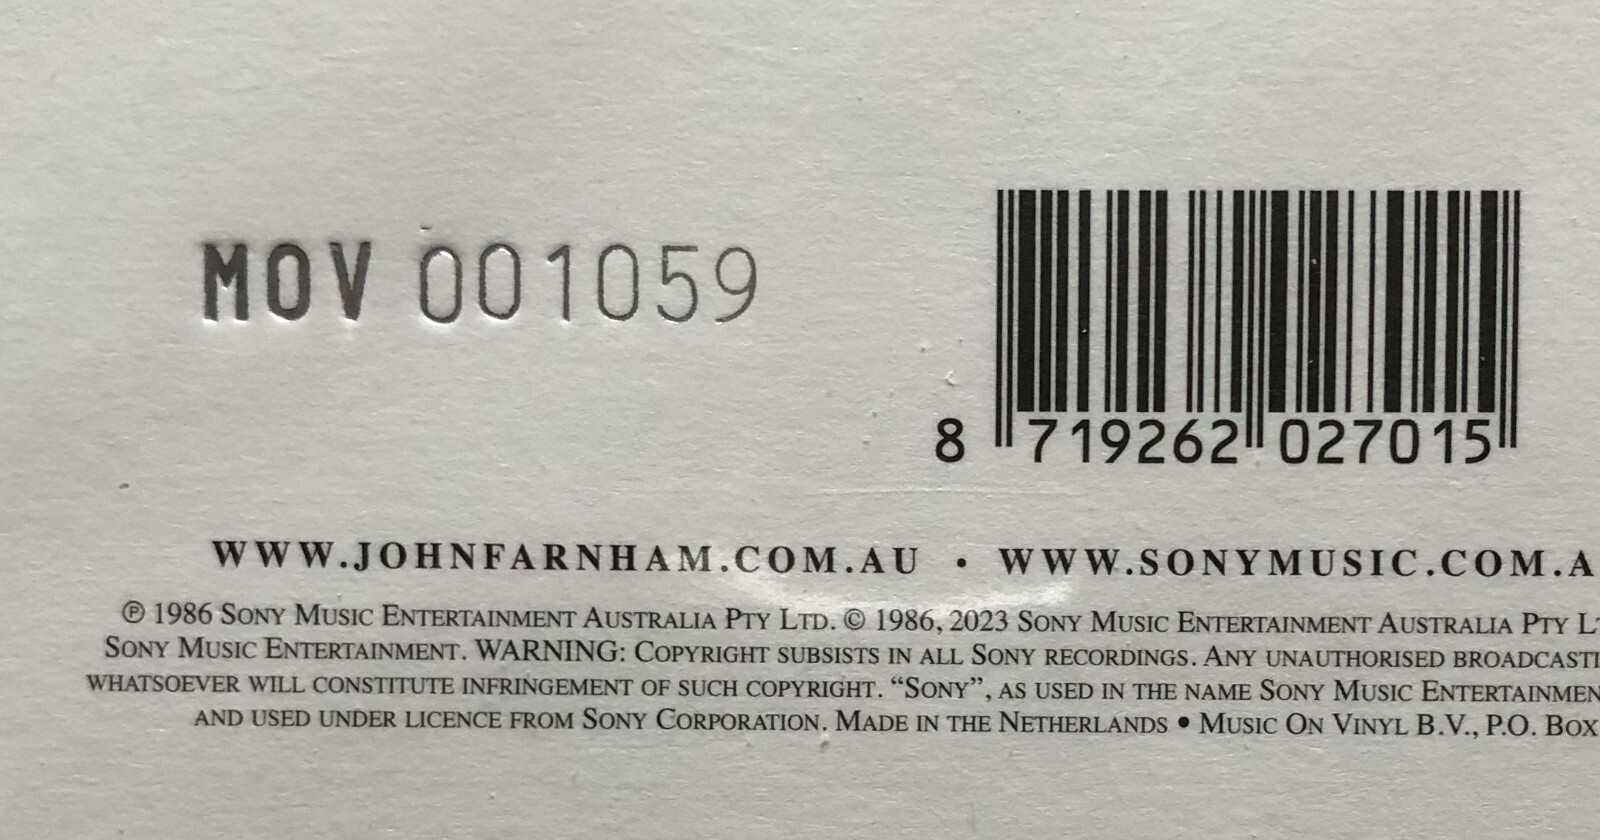 MOV 001059
8 719262 027015
WWW.JOHNFARNHAM.COM.AU • WWW.SONYMUSIC.COM.A
℗ 1986 SONY MUSIC ENTERTAINMENT AUSTRALIA PTY LTD. © 1986, 2023 SONY MUSIC ENTERTAINMENT AUSTRALIA PTY
SONY MUSIC ENTERTAINMENT. WARNING: COPYRIGHT SUBSISTS IN ALL SONY RECORDINGS. ANY UNAUTHORISED BROADCASTI
WHATSOEVER WILL CONSTITUTE INFRINGEMENT OF SUCH COPYRIGHT. “SONY”, AS USED IN THE NAME SONY MUSIC ENTERTAINMEN
AND USED UNDER LICENCE FROM SONY CORPORATION. MADE IN THE NETHERLANDS • MUSIC ON VINYL B.V., P.O. BOX